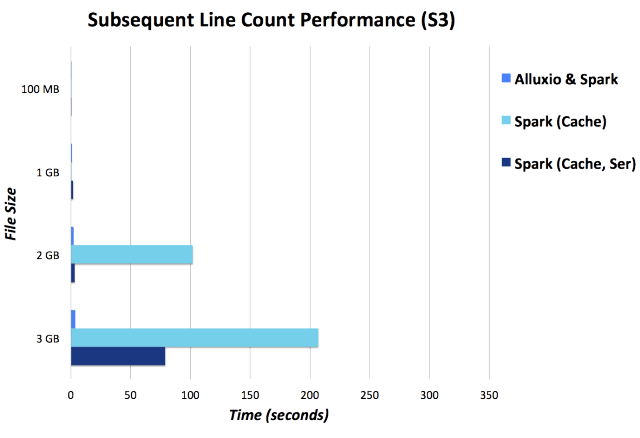 Subsequent Line Count Performance (S3)
100 MB
1 GB
2 GB
3 GB
File Size
0 50 100 150 200 250 300 350
Time (seconds)
Alluxio & Spark
Spark (Cache)
Spark (Cache, Ser)